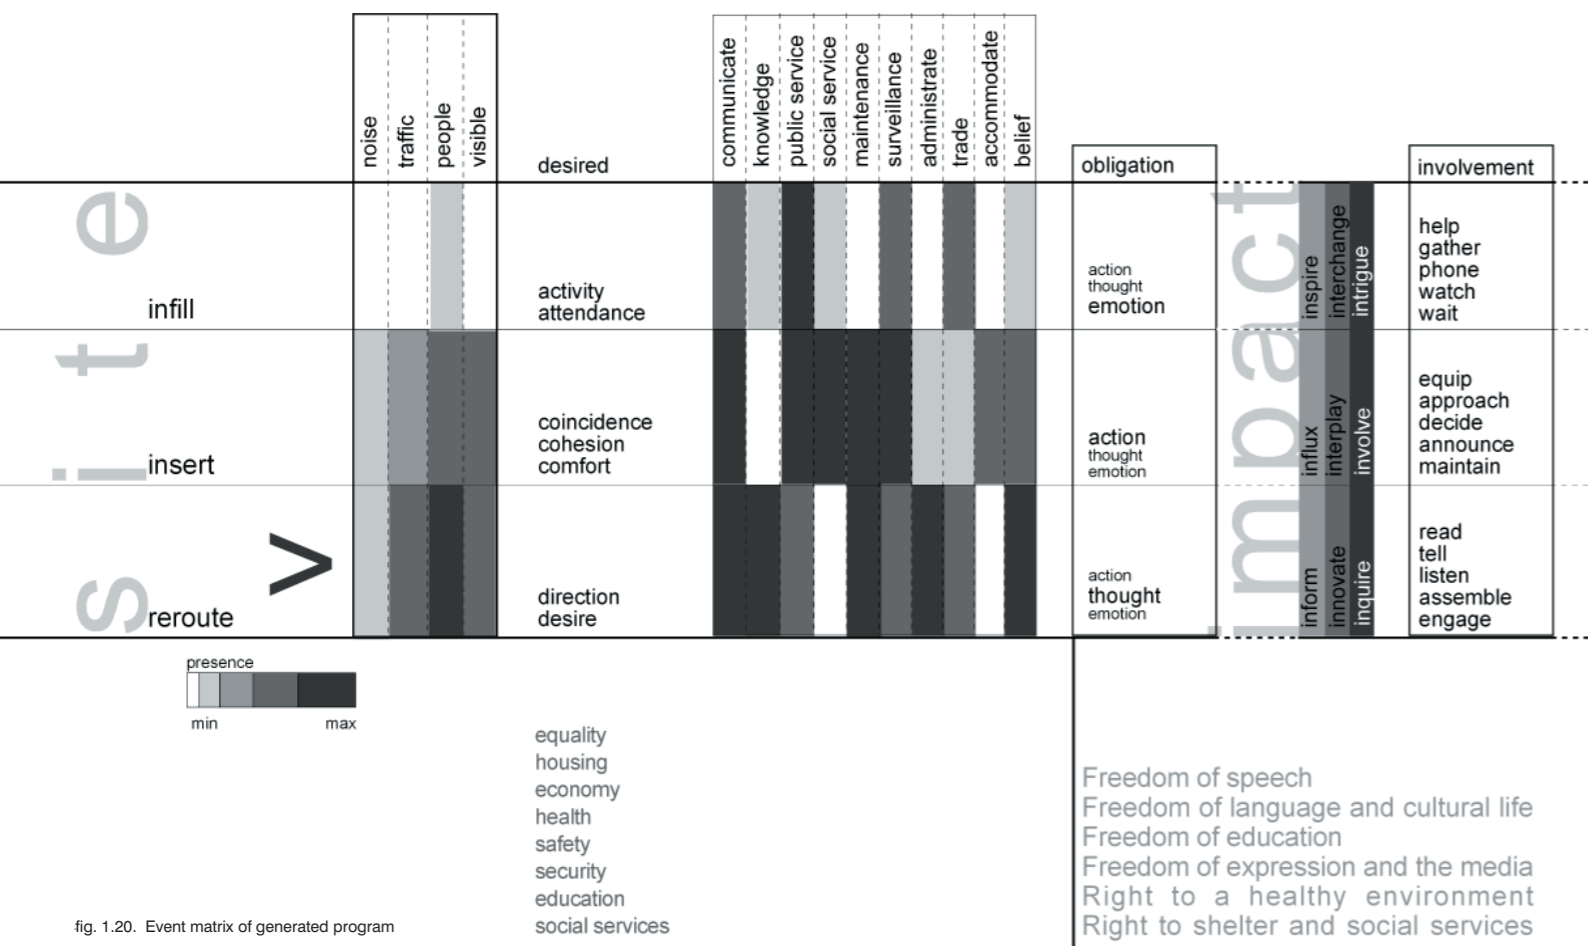 noise
traffic
people
visible
desired
communicate
knowledge
public service
social service
maintenance
surveillance
administrate
trade
accommodate
belief
obligation
involvement
site
infill
activity
attendance
action
thought
emotion
impact
inspire
interchange
intrigue
help
gather
phone
watch
wait
insert
coincidence
cohesion
comfort
action
thought
emotion
influx
interplay
involve
equip
approach
decide
announce
maintain
>
reroute
direction
desire
action
thought
emotion
inform
innovate
inquire
read
tell
listen
assemble
engage
presence
min max
equality
housing
economy
health
safety
security
education
social services
Freedom of speech
Freedom of language and cultural life
Freedom of education
Freedom of expression and the media
Right to a healthy environment
Right to shelter and social services
fig. 1.20. Event matrix of generated program